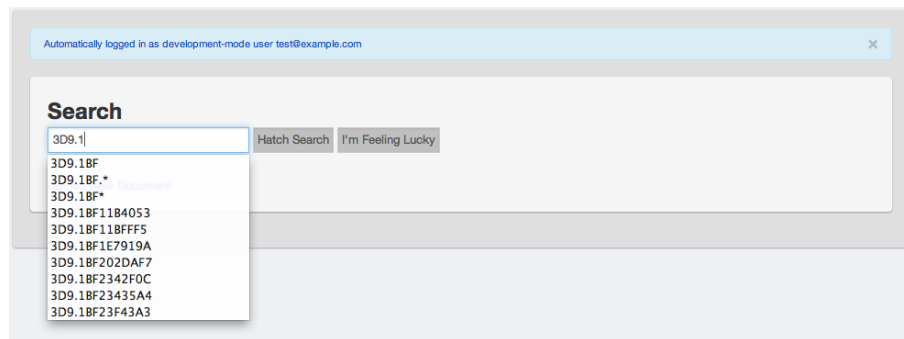 Automatically logged in as development-mode user test@example.com ×
Search
3D9.1 Hatch Search I'm Feeling Lucky
3D9.1BF
3D9.1BF.*
3D9.1BF*
3D9.1BF11B4053
3D9.1BF11BFFF5
3D9.1BF1E7919A
3D9.1BF202DAF7
3D9.1BF2342F0C
3D9.1BF23435A4
3D9.1BF23F43A3